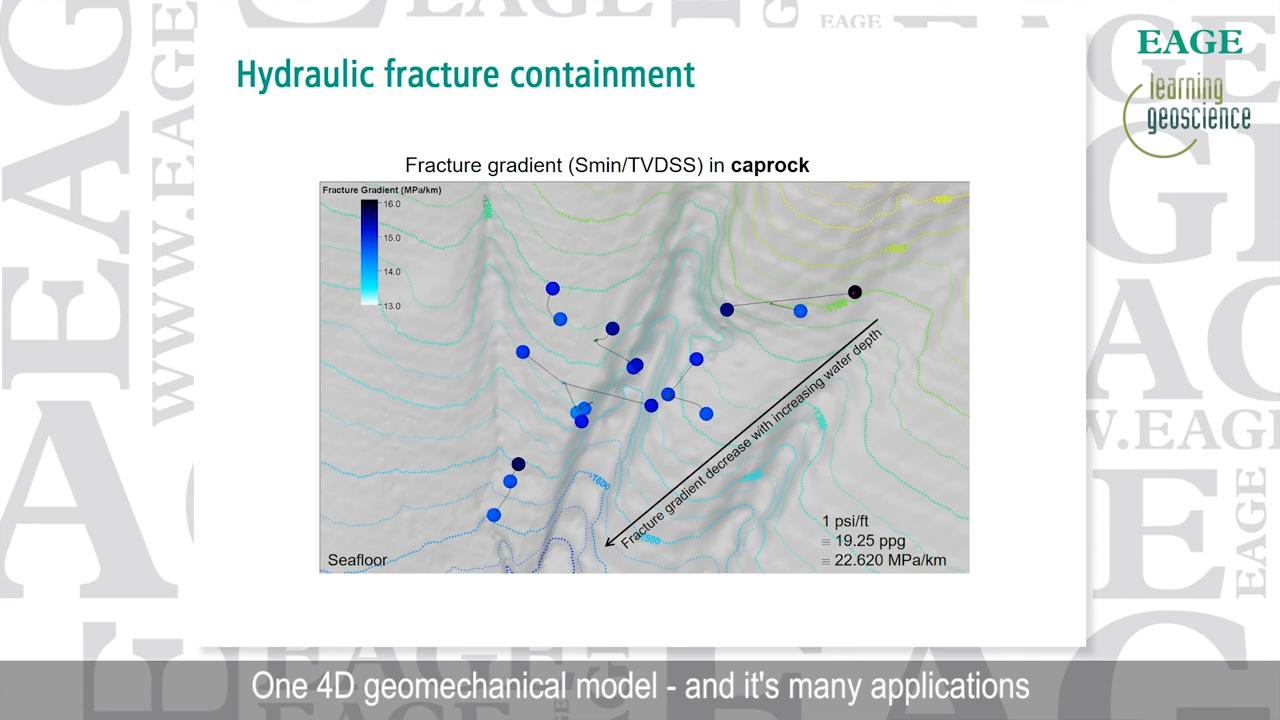 EAGE
learning
geoscience
Hydraulic fracture containment
Fracture gradient (Smin/TVDSS) in caprock
Fracture Gradient (MPa/km)
16.0
15.0
14.0
13.0
-1600
-1300
Fracture gradient decrease with increasing water depth
1 psi/ft
≡ 19.25 ppg
≡ 22.620 MPa/km
Seafloor
One 4D geomechanical model - and it's many applications